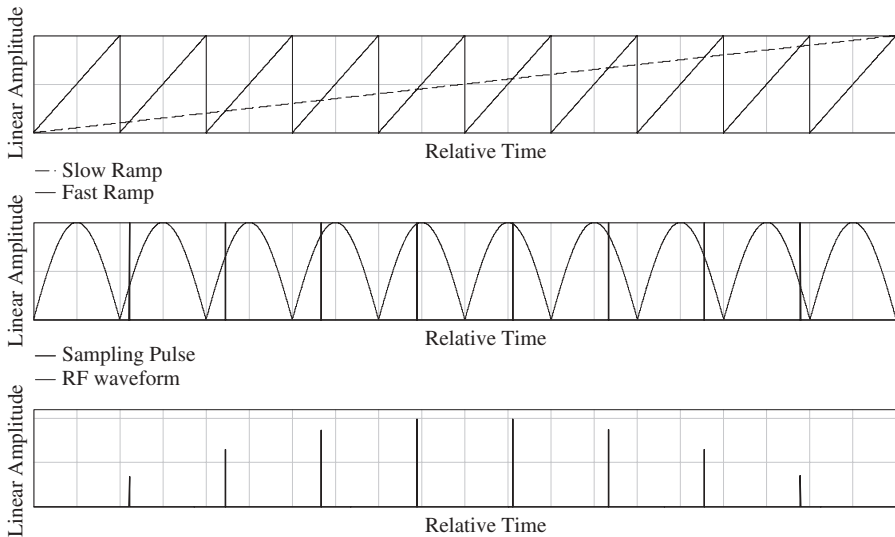 Linear Amplitude
Relative Time
Slow Ramp
Fast Ramp
Linear Amplitude
Relative Time
Sampling Pulse
RF waveform
Linear Amplitude
Relative Time